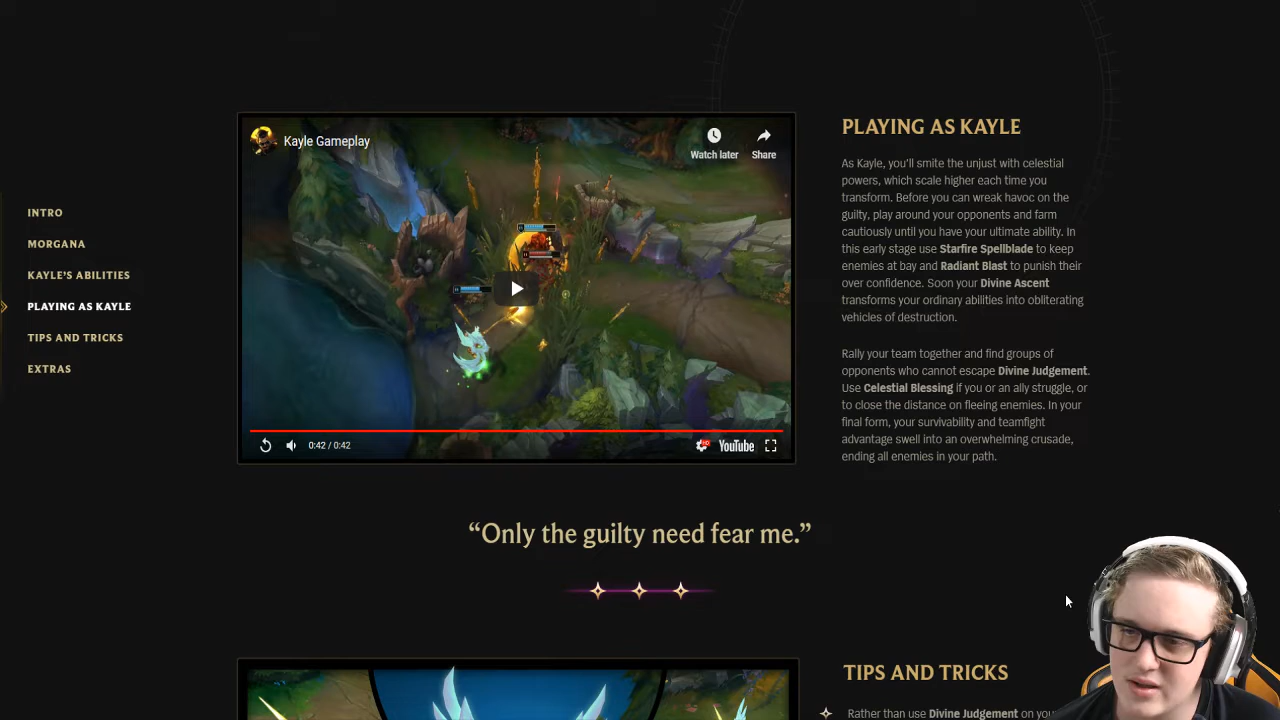 Kayle Gameplay
Watch later
Share
0:42 / 0:42
HD
YouTube
INTRO
MORGANA
KAYLE'S ABILITIES
PLAYING AS KAYLE
TIPS AND TRICKS
EXTRAS
PLAYING AS KAYLE
As Kayle, you'll smite the unjust with celestial
powers, which scale higher each time you
transform. Before you can wreak havoc on the
guilty, play around your opponents and farm
cautiously until you have your ultimate ability. In
this early stage use Starfire Spellblade to keep
enemies at bay and Radiant Blast to punish their
over confidence. Soon your Divine Ascent
transforms your ordinary abilities into obliterating
vehicles of destruction.
Rally your team together and find groups of
opponents who cannot escape Divine Judgement.
Use Celestial Blessing if you or an ally struggle, or
to close the distance on fleeing enemies. In your
final form, your survivability and teamfight
advantage swell into an overwhelming crusade,
ending all enemies in your path.
“Only the guilty need fear me.”
TIPS AND TRICKS
Rather than use Divine Judgement on your